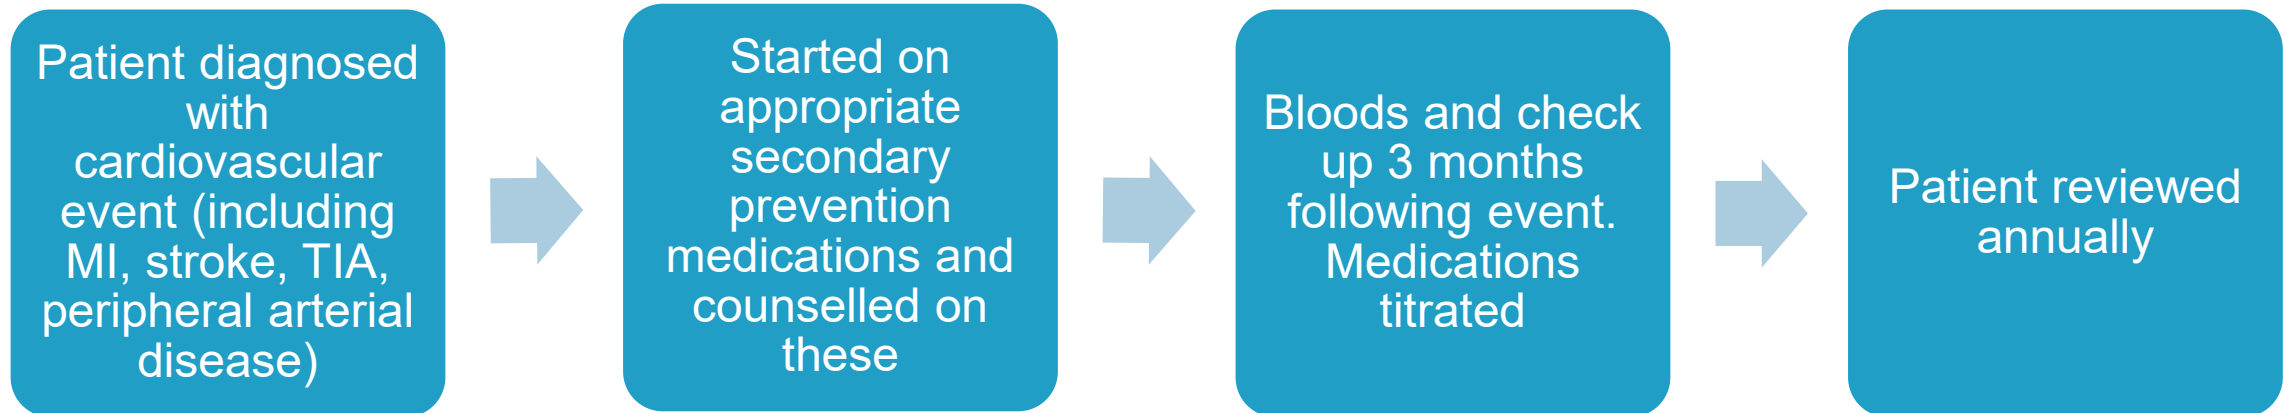 Patient diagnosed
with
cardiovascular
event (including
MI, stroke, TIA,
peripheral arterial
disease)
Started on
appropriate
secondary
prevention
medications and
counselled on
these
Bloods and check
up 3 months
following event.
Medications
titrated
Patient reviewed
annually